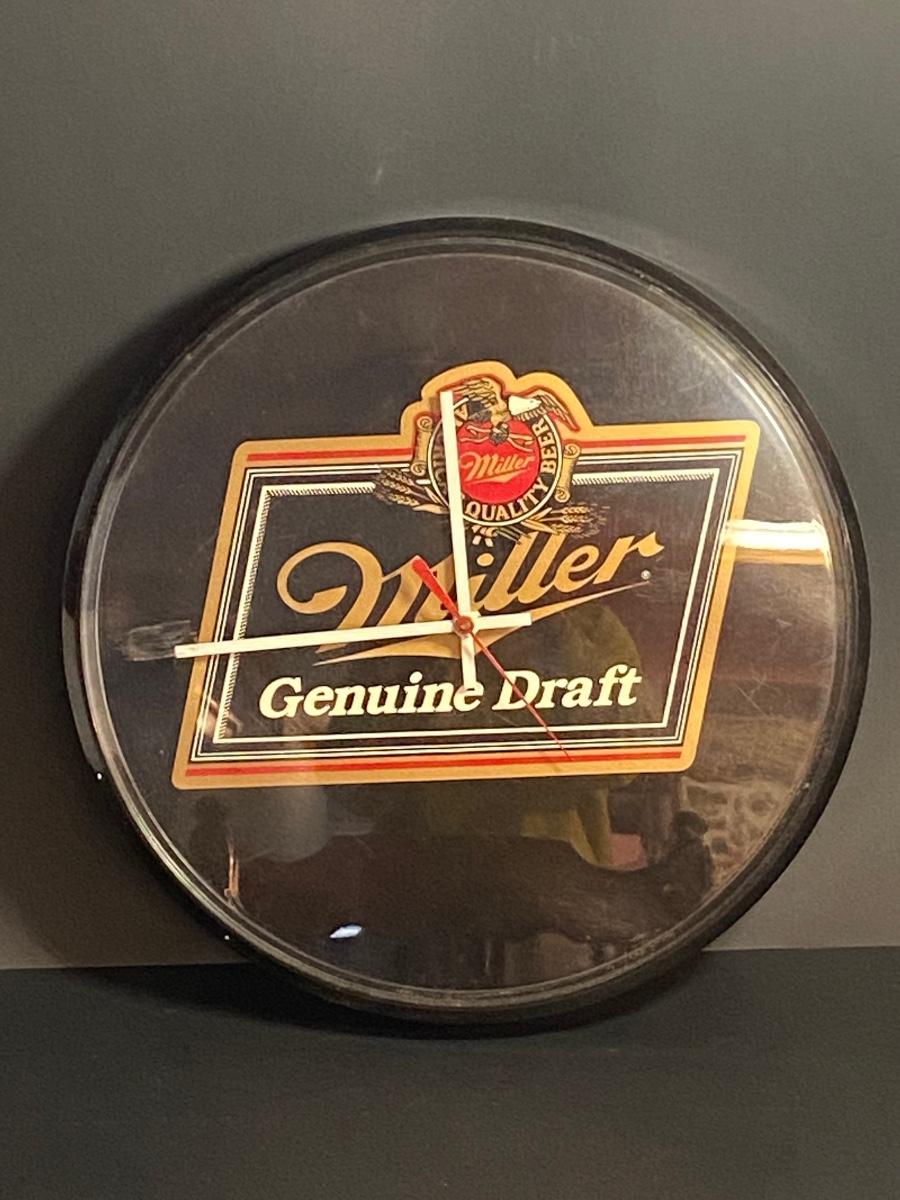 Miller
QUALITY BEER
Miller
®
Genuine Draft